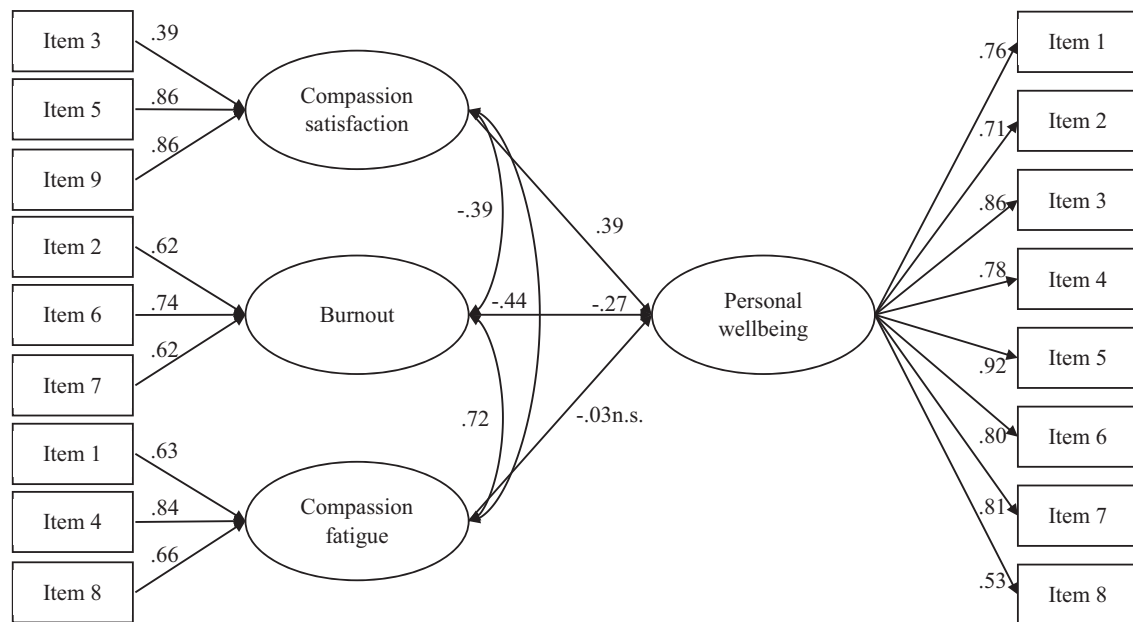 Item 3
Item 5
Item 9
Item 2
Item 6
Item 7
Item 1
Item 4
Item 8
.39
.86
.86
.62
.74
.62
.63
.84
.66
Compassion
satisfaction
Burnout
Compassion
fatigue
-.39
-.44
.72
.39
-.27
-.03n.s.
Personal
wellbeing
.76
.71
.86
.78
.92
.80
.81
.53
Item 1
Item 2
Item 3
Item 4
Item 5
Item 6
Item 7
Item 8